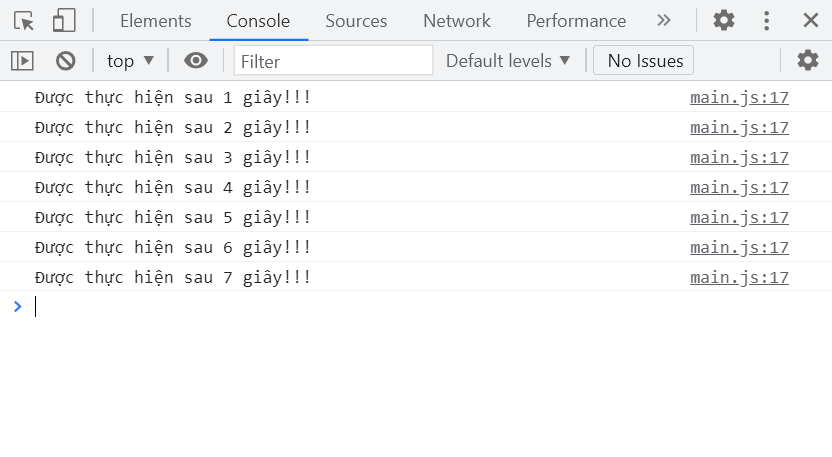 Elements Console Sources Network Performance
top Filter Default levels No Issues
Được thực hiện sau 1 giây!!! main.js:17
Được thực hiện sau 2 giây!!! main.js:17
Được thực hiện sau 3 giây!!! main.js:17
Được thực hiện sau 4 giây!!! main.js:17
Được thực hiện sau 5 giây!!! main.js:17
Được thực hiện sau 6 giây!!! main.js:17
Được thực hiện sau 7 giây!!! main.js:17